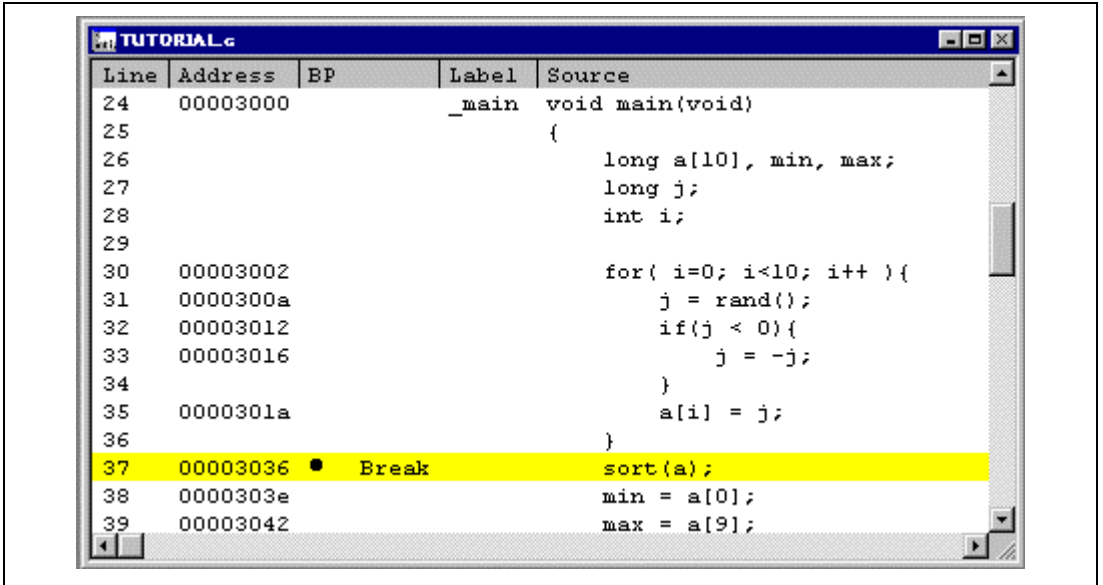 TUTORIAL.c
Line Address BP Label Source
24 00003000 _main void main(void)
25 {
26 long a[10], min, max;
27 long j;
28 int i;
29
30 00003002 for( i=0; i<10; i++ ){
31 0000300a j = rand();
32 00003012 if(j < 0){
33 00003016 j = -j;
34 }
35 0000301a a[i] = j;
36 }
37 00003036 ● Break sort(a);
38 0000303e min = a[0];
39 00003042 max = a[9];